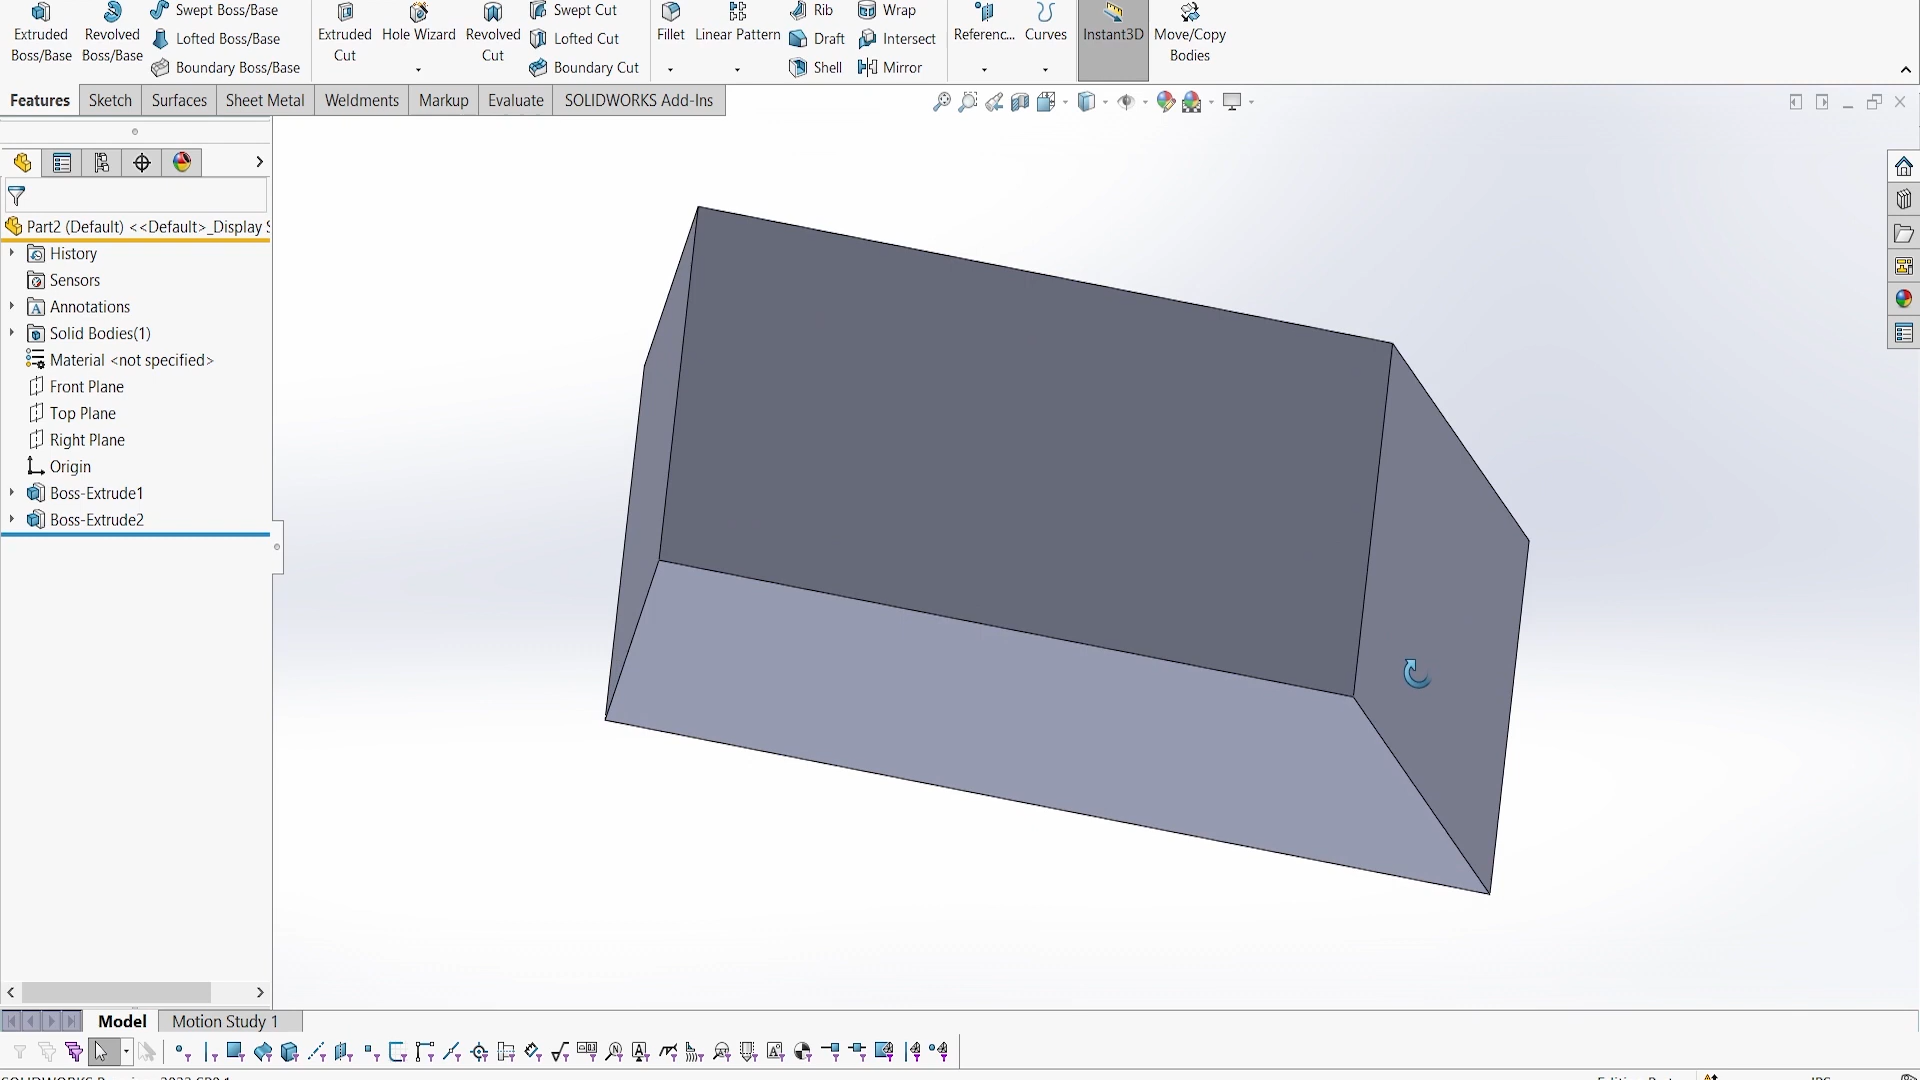 Extruded Boss/Base
Revolved Boss/Base
Swept Boss/Base
Lofted Boss/Base
Boundary Boss/Base
Extruded Cut
Hole Wizard
Revolved Cut
Swept Cut
Lofted Cut
Boundary Cut
Fillet
Linear Pattern
Rib
Draft
Shell
Wrap
Intersect
Mirror
Referenc...
Curves
Instant3D
Move/Copy Bodies
Features
Sketch
Surfaces
Sheet Metal
Weldments
Markup
Evaluate
SOLIDWORKS Add-Ins
Part2 (Default) <<Default>_Display S
History
Sensors
Annotations
Solid Bodies(1)
Material <not specified>
Front Plane
Top Plane
Right Plane
Origin
Boss-Extrude1
Boss-Extrude2
Model
Motion Study 1